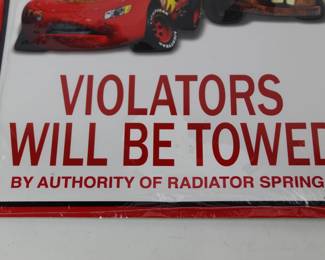 VIOLATORS
WILL BE TOWED
BY AUTHORITY OF RADIATOR SPRING